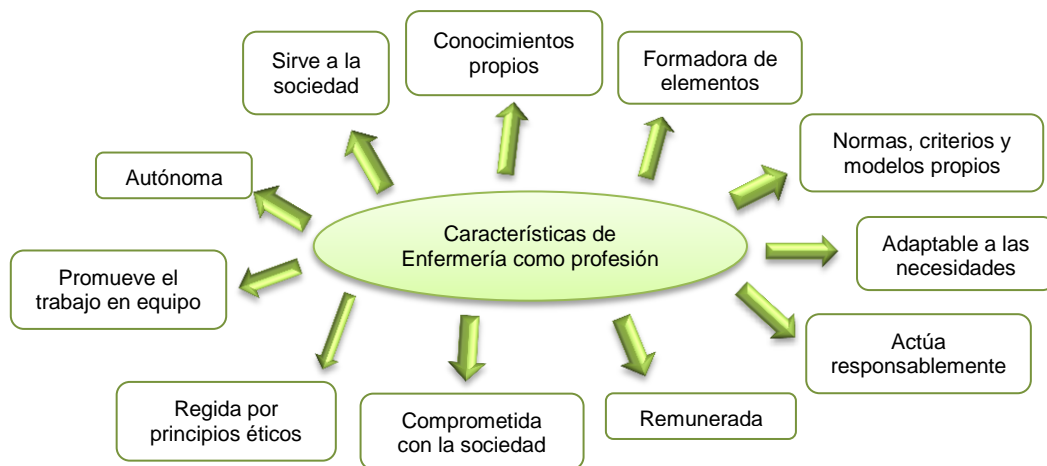 Conocimientos
propios
Sirve a la
sociedad
Formadora de
elementos
Normas, criterios y
modelos propios
Autónoma
Características de
Enfermería como profesión
Adaptable a las
necesidades
Promueve el
trabajo en equipo
Actúa
responsablemente
Regida por
principios éticos
Comprometida
con la sociedad
Remunerada